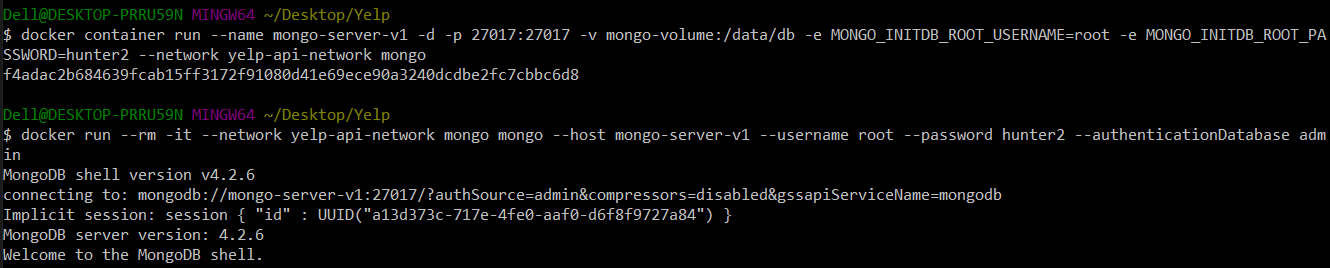 Dell@DESKTOP-PRRU59N MINGW64 ~/Desktop/Yelp
$ docker container run --name mongo-server-v1 -d -p 27017:27017 -v mongo-volume:/data/db -e MONGO_INITDB_ROOT_USERNAME=root -e MONGO_INITDB_ROOT_PA
SSWORD=hunter2 --network yelp-api-network mongo
f4adac2b684639fcab15ff3172f91080d41e69ece90a3240dcdbe2fc7cbbc6d8
Dell@DESKTOP-PRRU59N MINGW64 ~/Desktop/Yelp
$ docker run --rm -it --network yelp-api-network mongo mongo --host mongo-server-v1 --username root --password hunter2 --authenticationDatabase adm
in
MongoDB shell version v4.2.6
connecting to: mongodb://mongo-server-v1:27017/?authSource=admin&compressors=disabled&gssapiServiceName=mongodb
Implicit session: session { "id" : UUID("a13d373c-717e-4fe0-aaf0-d6f8f9727a84") }
MongoDB server version: 4.2.6
Welcome to the MongoDB shell.